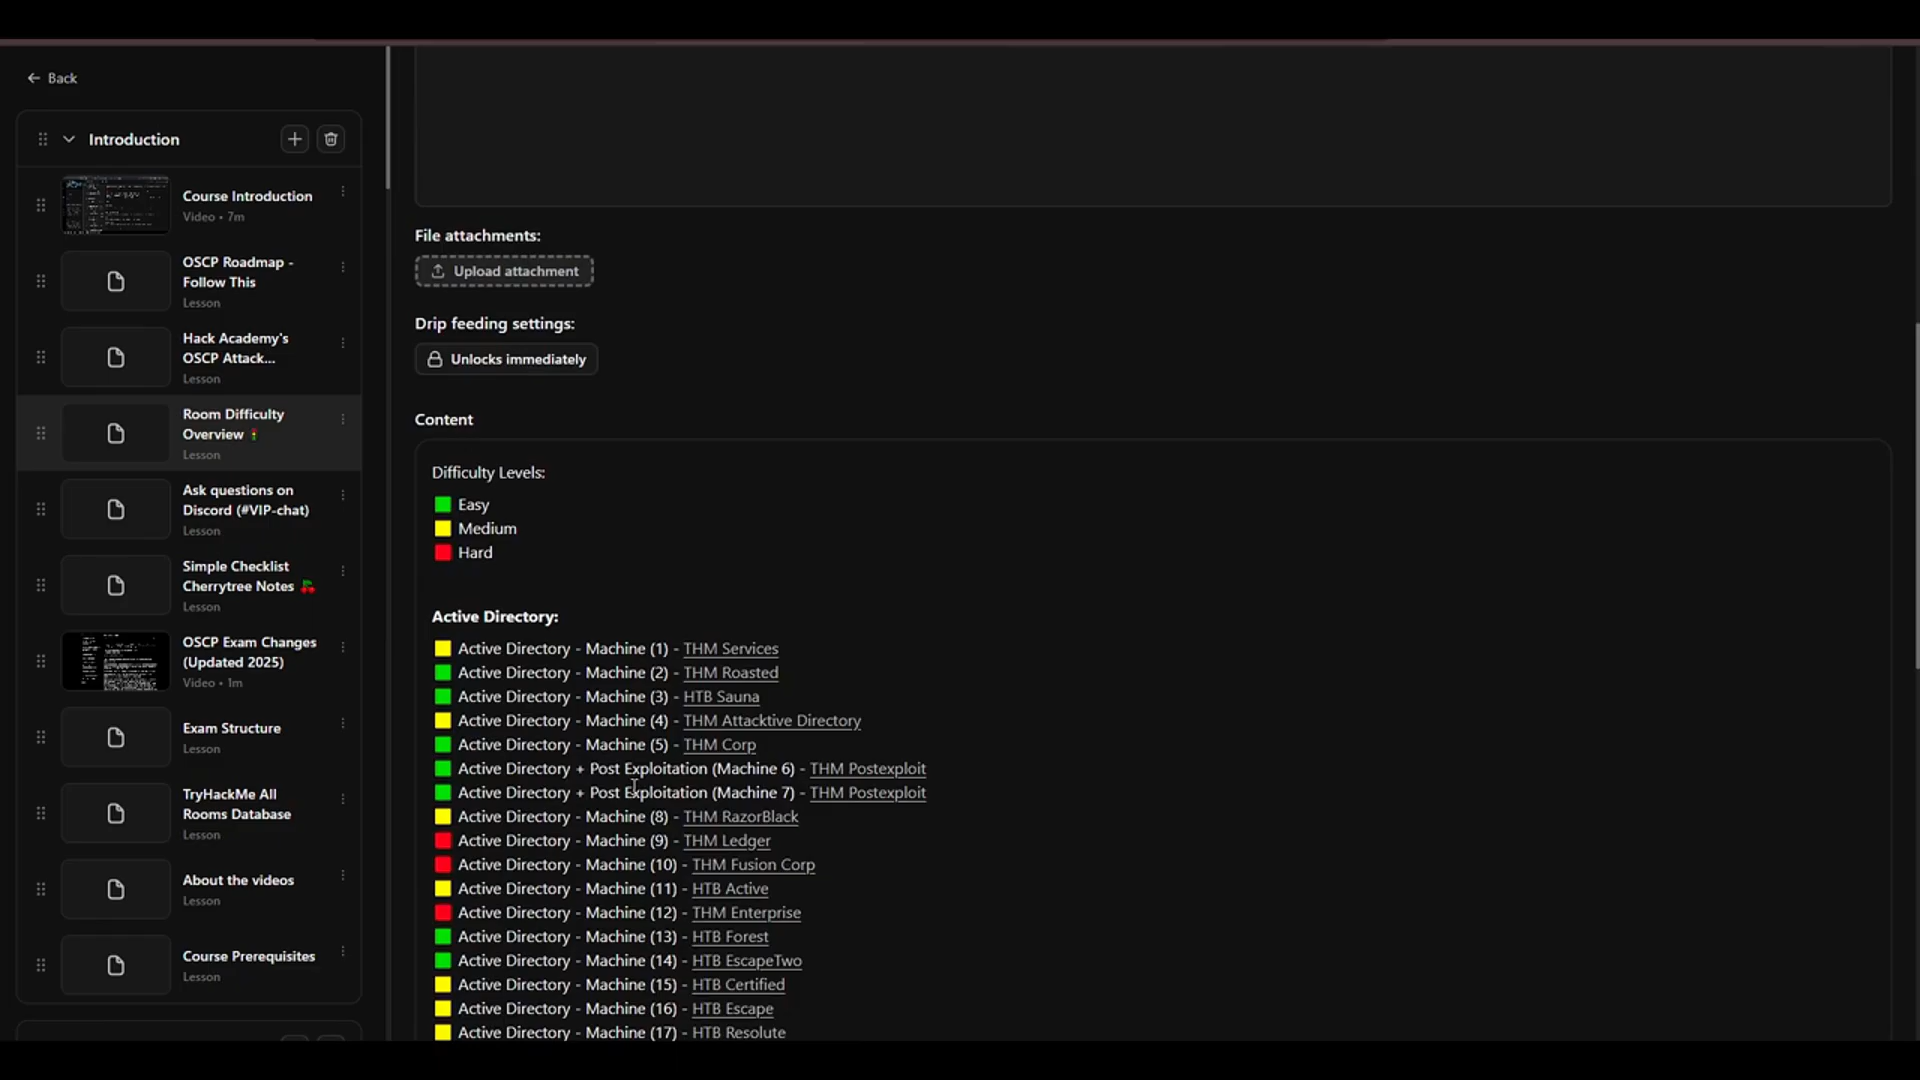 Back
Introduction
Course Introduction
Video • 7m
OSCP Roadmap -
Follow This
Lesson
Hack Academy's
OSCP Attack...
Lesson
Room Difficulty
Overview 🚦
Lesson
Ask questions on
Discord (#VIP-chat)
Lesson
Simple Checklist
Cherrytree Notes 🍒
Lesson
OSCP Exam Changes
(Updated 2025)
Video • 1m
Exam Structure
Lesson
TryHackMe All
Rooms Database
Lesson
About the videos
Lesson
Course Prerequisites
Lesson
File attachments:
Upload attachment
Drip feeding settings:
Unlocks immediately
Content
Difficulty Levels:
🟩 Easy
🟨 Medium
🟥 Hard
Active Directory:
🟨 Active Directory - Machine (1) - THM Services
🟩 Active Directory - Machine (2) - THM Roasted
🟩 Active Directory - Machine (3) - HTB Sauna
🟨 Active Directory - Machine (4) - THM Attacktive Directory
🟩 Active Directory - Machine (5) - THM Corp
🟩 Active Directory + Post Exploitation (Machine 6) - THM Postexploit
🟩 Active Directory + Post Exploitation (Machine 7) - THM Postexploit
🟨 Active Directory - Machine (8) - THM RazorBlack
🟥 Active Directory - Machine (9) - THM Ledger
🟥 Active Directory - Machine (10) - THM Fusion Corp
🟨 Active Directory - Machine (11) - HTB Active
🟥 Active Directory - Machine (12) - THM Enterprise
🟩 Active Directory - Machine (13) - HTB Forest
🟩 Active Directory - Machine (14) - HTB EscapeTwo
🟨 Active Directory - Machine (15) - HTB Certified
🟨 Active Directory - Machine (16) - HTB Escape
🟨 Active Directory - Machine (17) - HTB Resolute